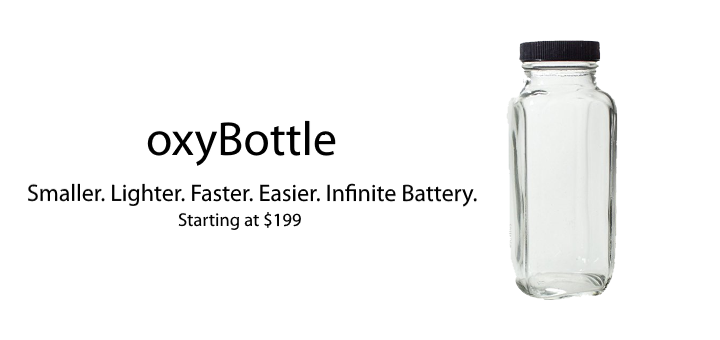 oxyBottle
Smaller. Lighter. Faster. Easier. Infinite Battery.
Starting at $199